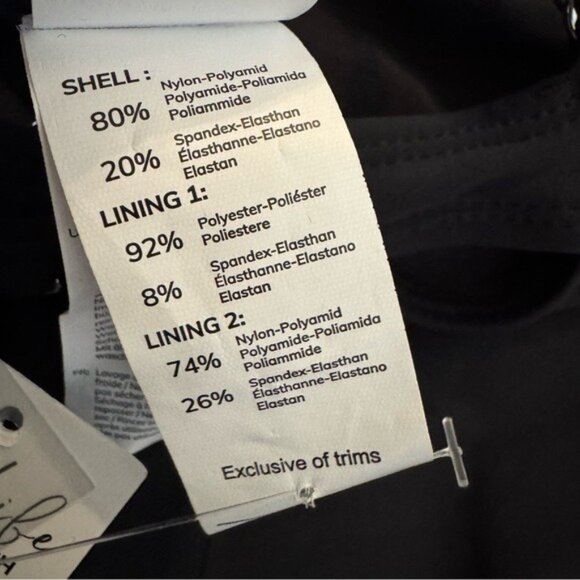 SHELL :
80% Nylon-Polyamid
Polyamide-Poliamida
Poliammide
20% Spandex-Elasthan
Élasthanne-Elastano
Elastan
LINING 1:
92% Polyester-Poliéster
Poliestere
8% Spandex-Elasthan
Élasthanne-Elastano
Elastan
LINING 2:
74% Nylon-Polyamid
Polyamide-Poliamida
Poliammide
26% Spandex-Elasthan
Élasthanne-Elastano
Elastan
Exclusive of trims
Lavage
froide /